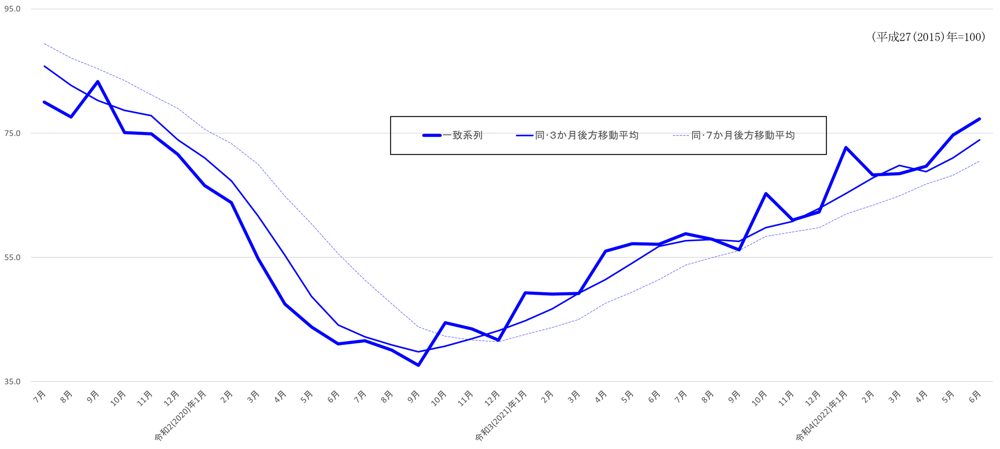 95.0
(平成27(2015)年=100)
75.0
一致系列 同・3か月後方移動平均 同・7か月後方移動平均
55.0
35.0
7月 8月 9月 10月 11月 12月 令和2(2020)年1月 2月 3月 4月 5月 6月 7月 8月 9月 10月 11月 12月 令和3(2021)年1月 2月 3月 4月 5月 6月 7月 8月 9月 10月 11月 12月 令和4(2022)年1月 2月 3月 4月 5月 6月